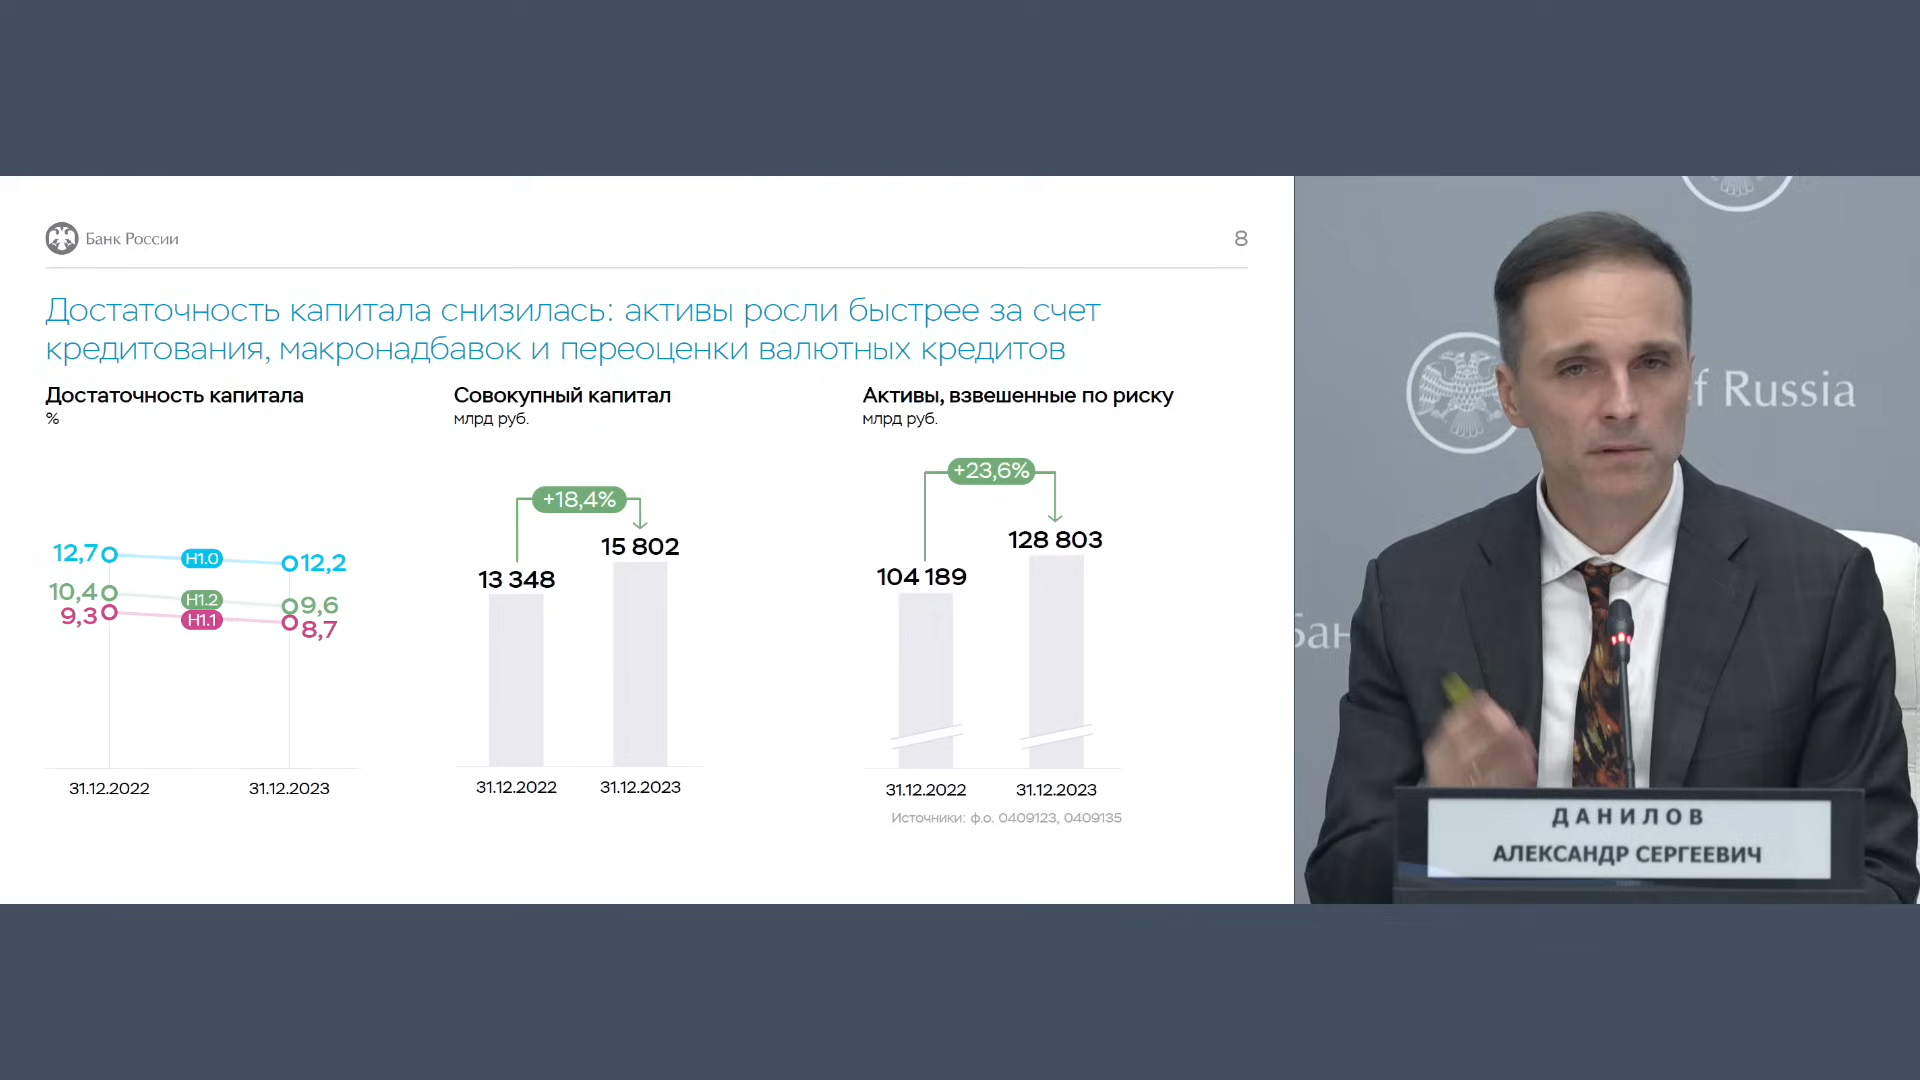 Банк России
8
Достаточность капитала снизилась: активы росли быстрее за счет
кредитования, макронадбавок и переоценки валютных кредитов
Достаточность капитала
%
12,7
Н1.0
12,2
10,4
Н1.2
9,6
9,3
Н1.1
8,7
31.12.2022
31.12.2023
Совокупный капитал
млрд руб.
+18,4%
13 348
15 802
31.12.2022
31.12.2023
Активы, взвешенные по риску
млрд руб.
+23,6%
104 189
128 803
31.12.2022
31.12.2023
Источники: ф.о. 0409123, 0409135
f Russia
Бан
ДАНИЛОВ
АЛЕКСАНДР СЕРГЕЕВИЧ